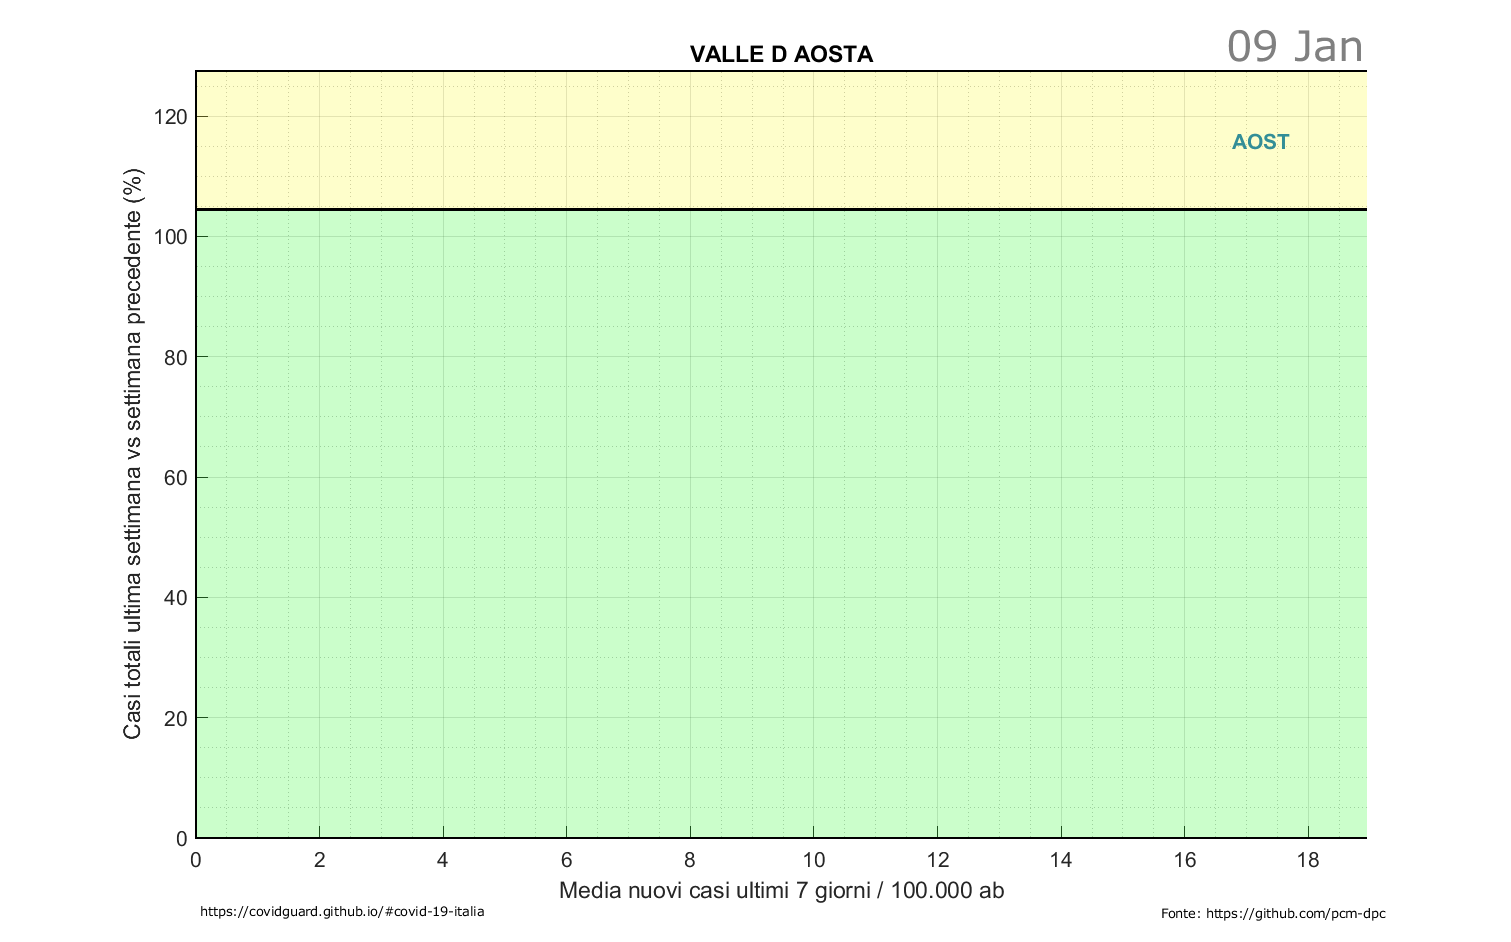 VALLE D AOSTA
09 Jan
120
100
80
60
40
20
0
Casi totali ultima settimana vs settimana precedente (%)
AOST
0 2 4 6 8 10 12 14 16 18
Media nuovi casi ultimi 7 giorni / 100.000 ab
https://covidguard.github.io/#covid-19-italia
Fonte: https://github.com/pcm-dpc